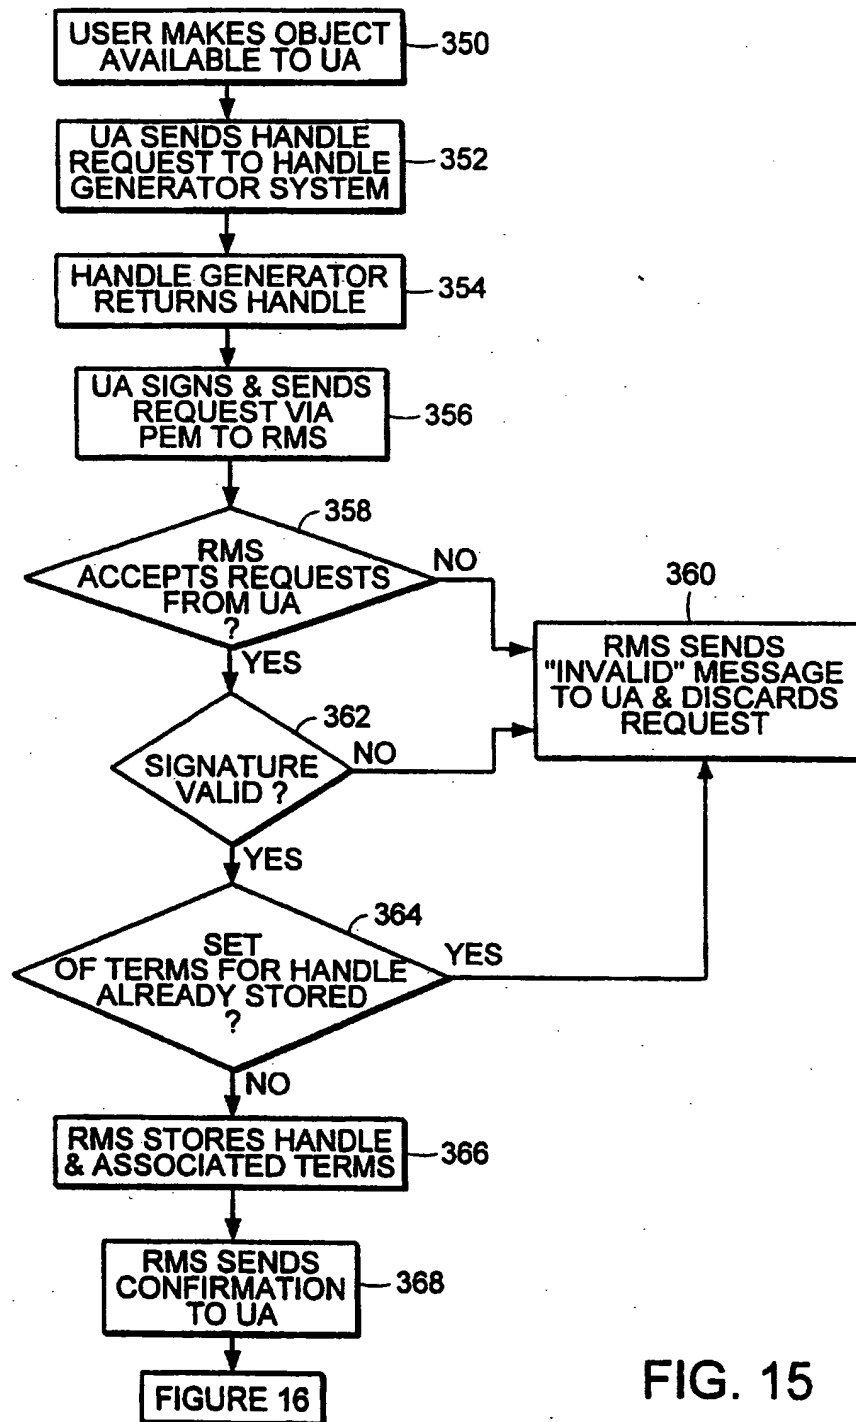 USER MAKES OBJECT
AVAILABLE TO UA
350
UA SENDS HANDLE
REQUEST TO HANDLE
GENERATOR SYSTEM
352
HANDLE GENERATOR
RETURNS HANDLE
354
UA SIGNS & SENDS
REQUEST VIA
PEM TO RMS
356
358
RMS
ACCEPTS REQUESTS
FROM UA
?
NO
YES
360
RMS SENDS
"INVALID" MESSAGE
TO UA & DISCARDS
REQUEST
362
SIGNATURE
VALID ?
NO
YES
364
SET
OF TERMS FOR HANDLE
ALREADY STORED
?
YES
NO
RMS STORES HANDLE
& ASSOCIATED TERMS
366
RMS SENDS
CONFIRMATION
TO UA
368
FIGURE 16
FIG. 15